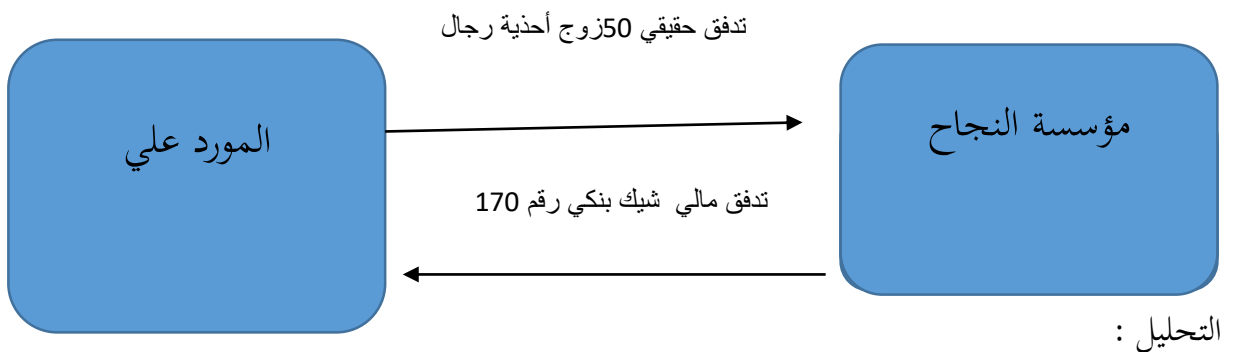 تدفق حقيقي 50زوج أحذية رجال
مؤسسة النجاح
المورد علي
تدفق مالي شيك بنكي رقم 170
التحليل :